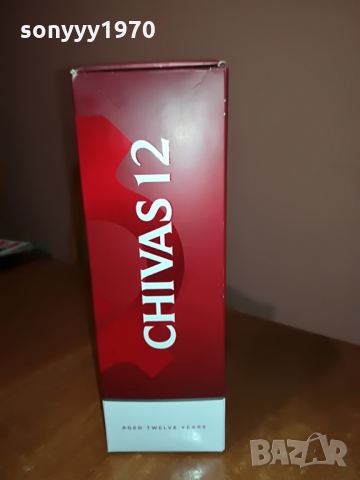 sonyyy1970
CHIVAS 12
AGED TWELVE YEARS
BAZAR